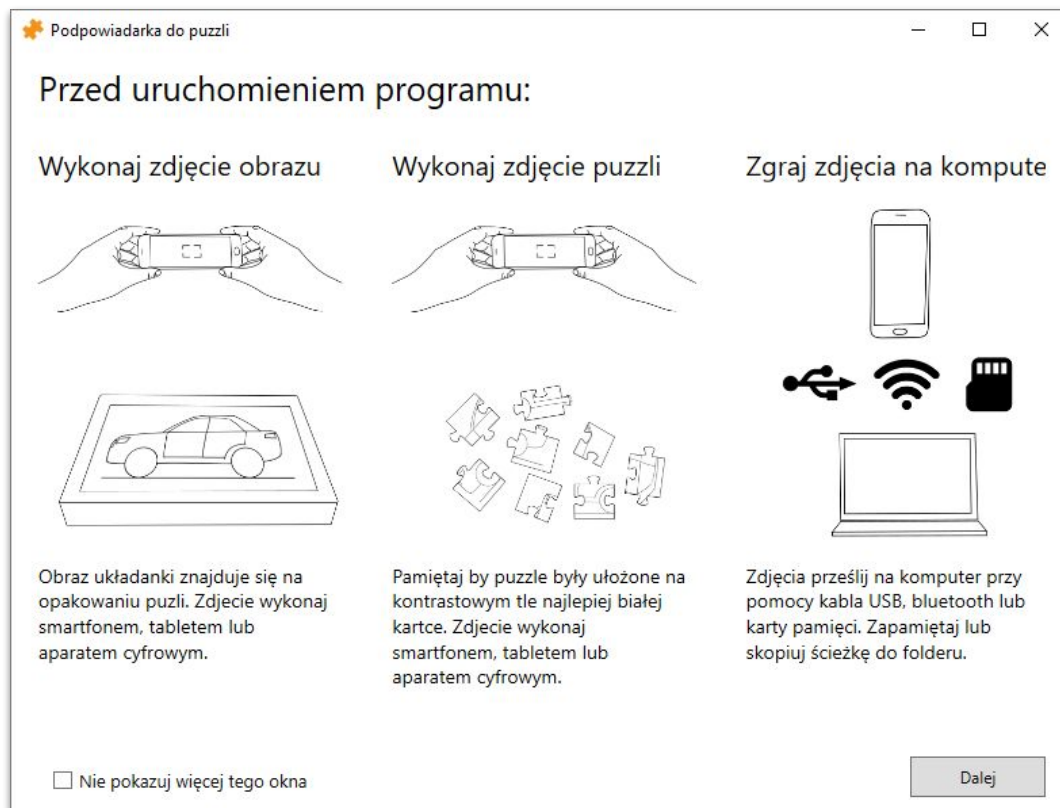 Podpowiadarka do puzzli
Przed uruchomieniem programu:
Wykonaj zdjęcie obrazu
Obraz układanki znajduje się na
opakowaniu puzli. Zdjecie wykonaj
smartfonem, tabletem lub
aparatem cyfrowym.
Wykonaj zdjęcie puzzli
Pamiętaj by puzzle były ułożone na
kontrastowym tle najlepiej białej
kartce. Zdjecie wykonaj
smartfonem, tabletem lub
aparatem cyfrowym.
Zgraj zdjęcia na kompute
Zdjęcia prześlij na komputer przy
pomocy kabla USB, bluetooth lub
karty pamięci. Zapamiętaj lub
skopiuj ścieżkę do folderu.
Nie pokazuj więcej tego okna
Dalej